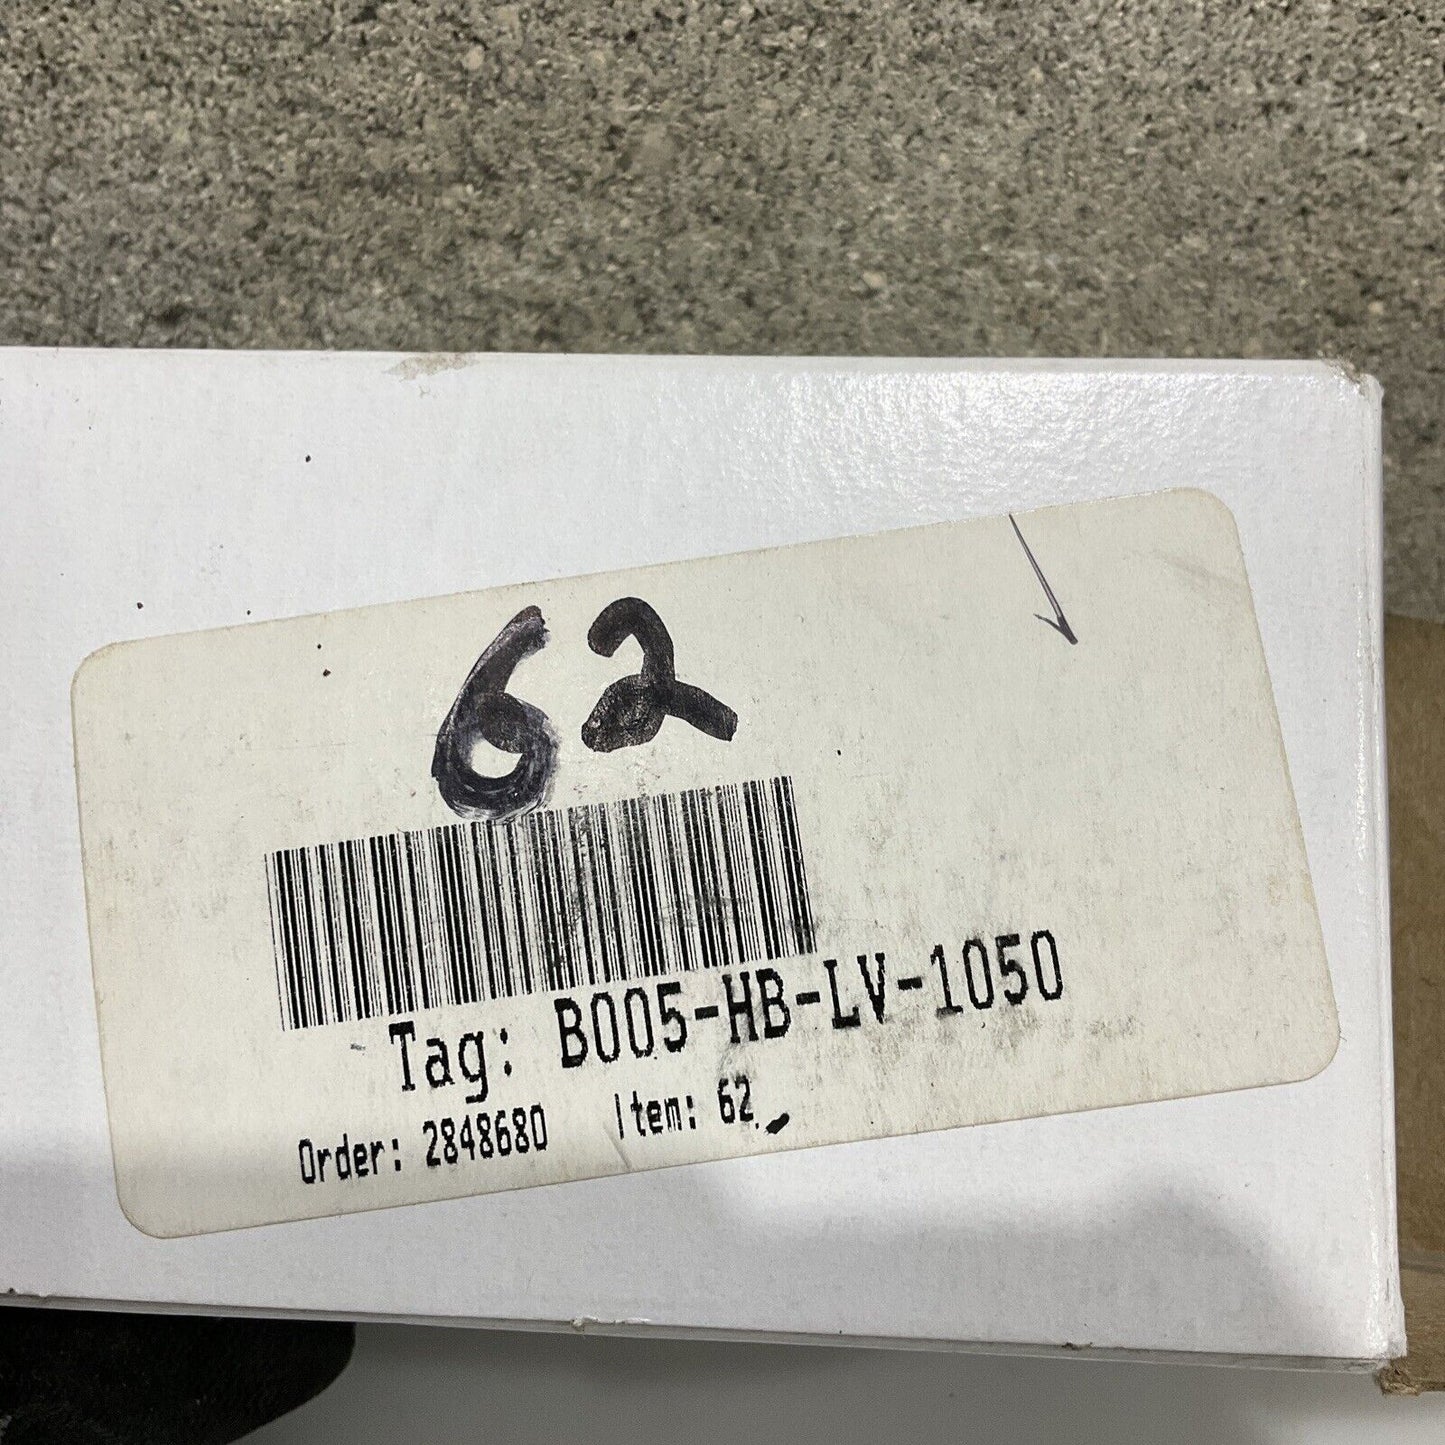 62
Tag: B005-HB-LV-1050
Order: 2848680 Item: 62